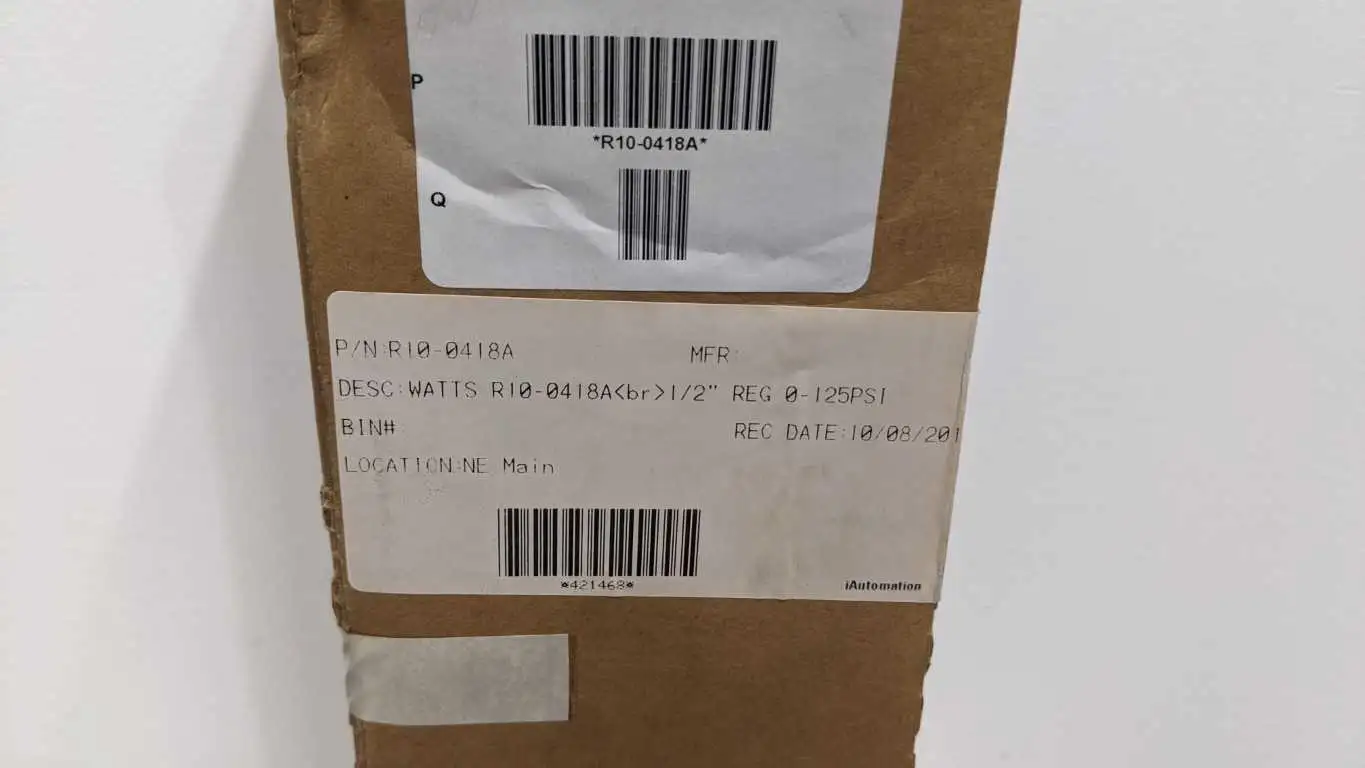 P
*R10-0418A*
Q
P/N:R10-0418A MFR:
DESC:WATTS R10-0418A<br>1/2" REG 0-125PSI
BIN#
REC DATE:10/08/201
LOCATION:NE Main
*421468*
iAutomation